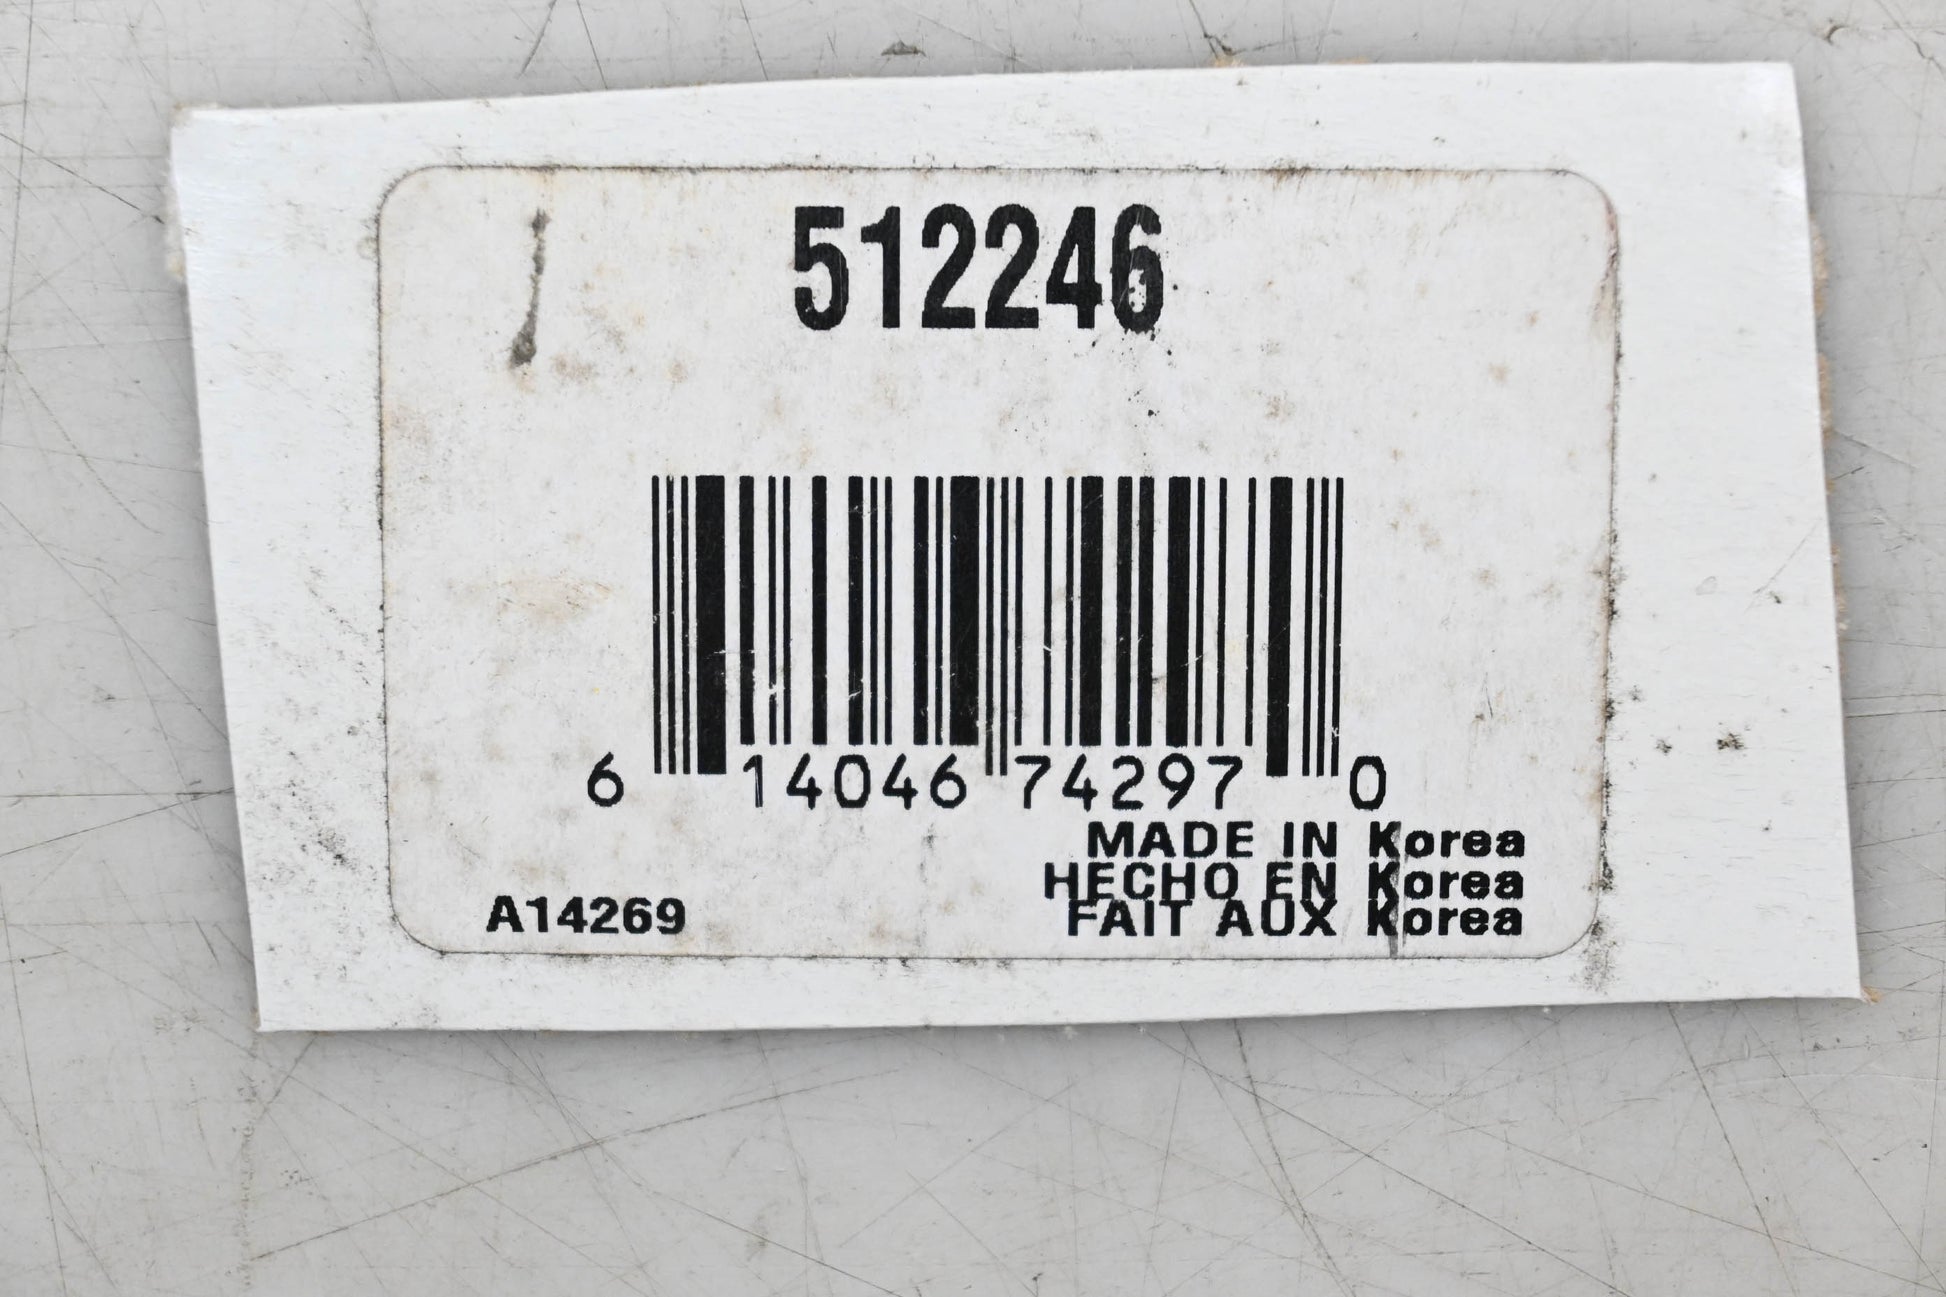 512246
6 14046 74297 0
MADE IN Korea
HECHO EN Korea
FAIT AUX Korea
A14269